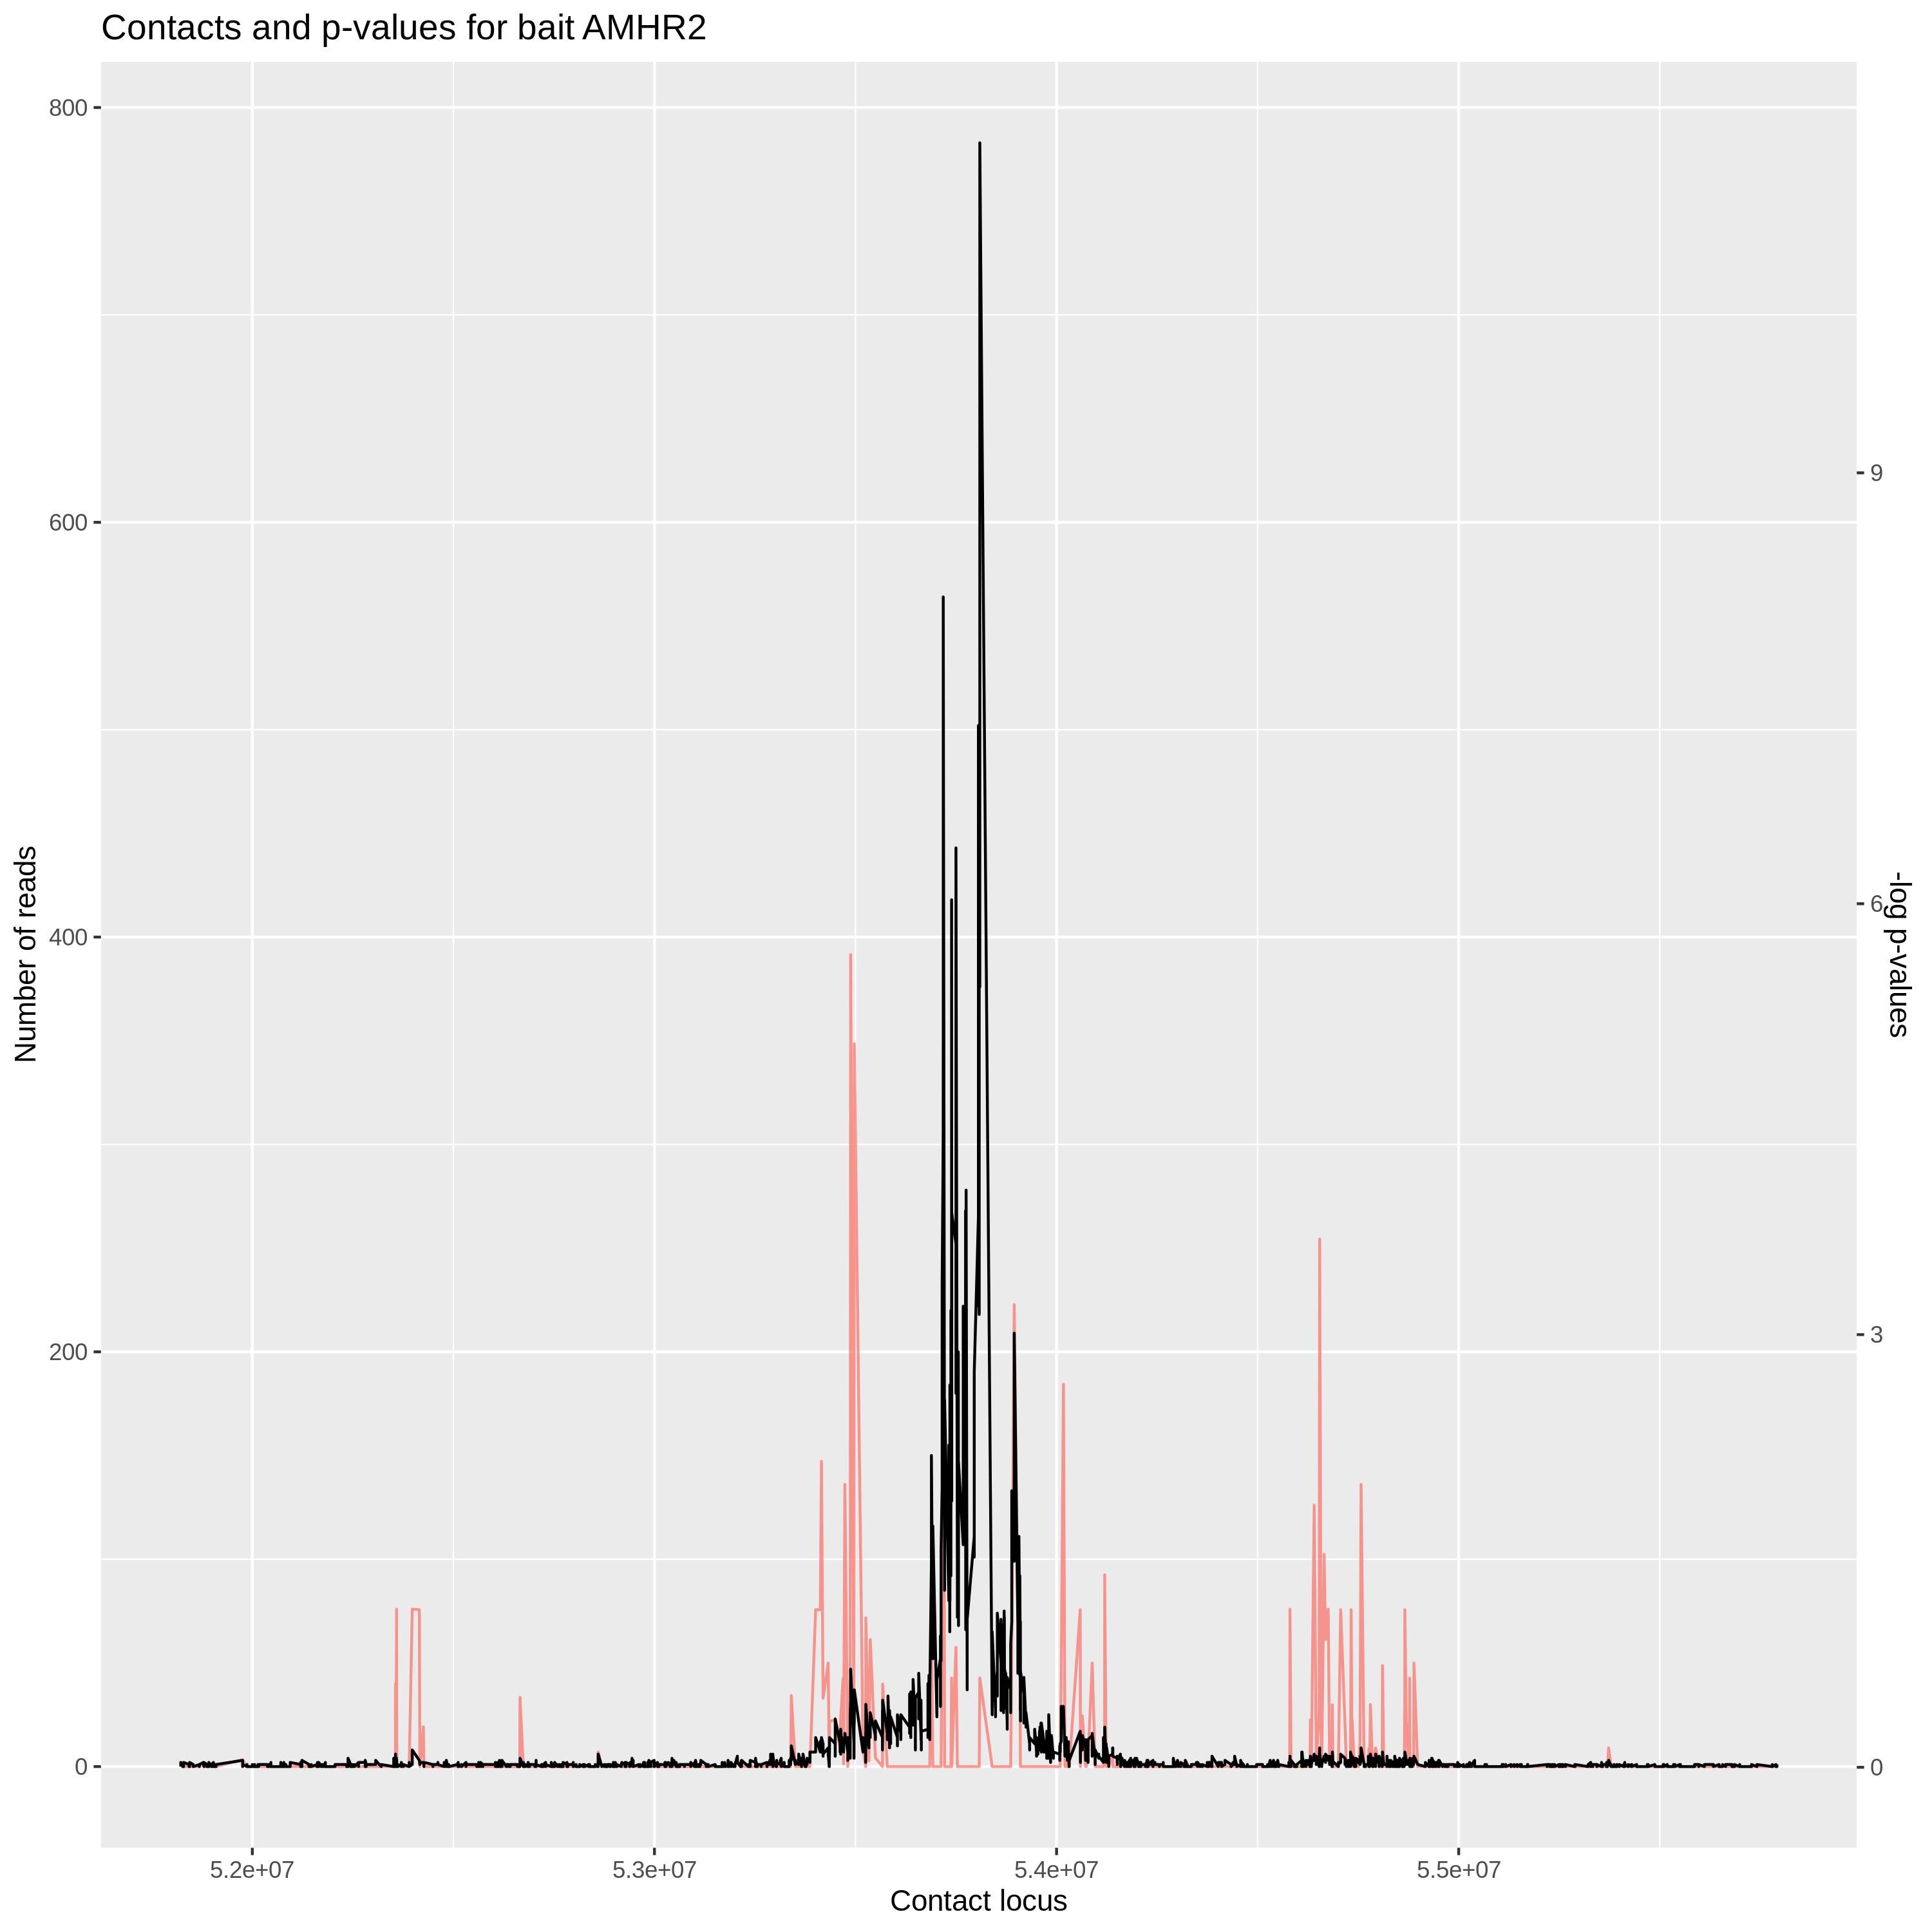 Contacts and p-values for bait AMHR2
800
600
400
200
0
Number of reads
9
6
3
0
-log p-values
5.2e+07
5.3e+07
5.4e+07
5.5e+07
Contact locus